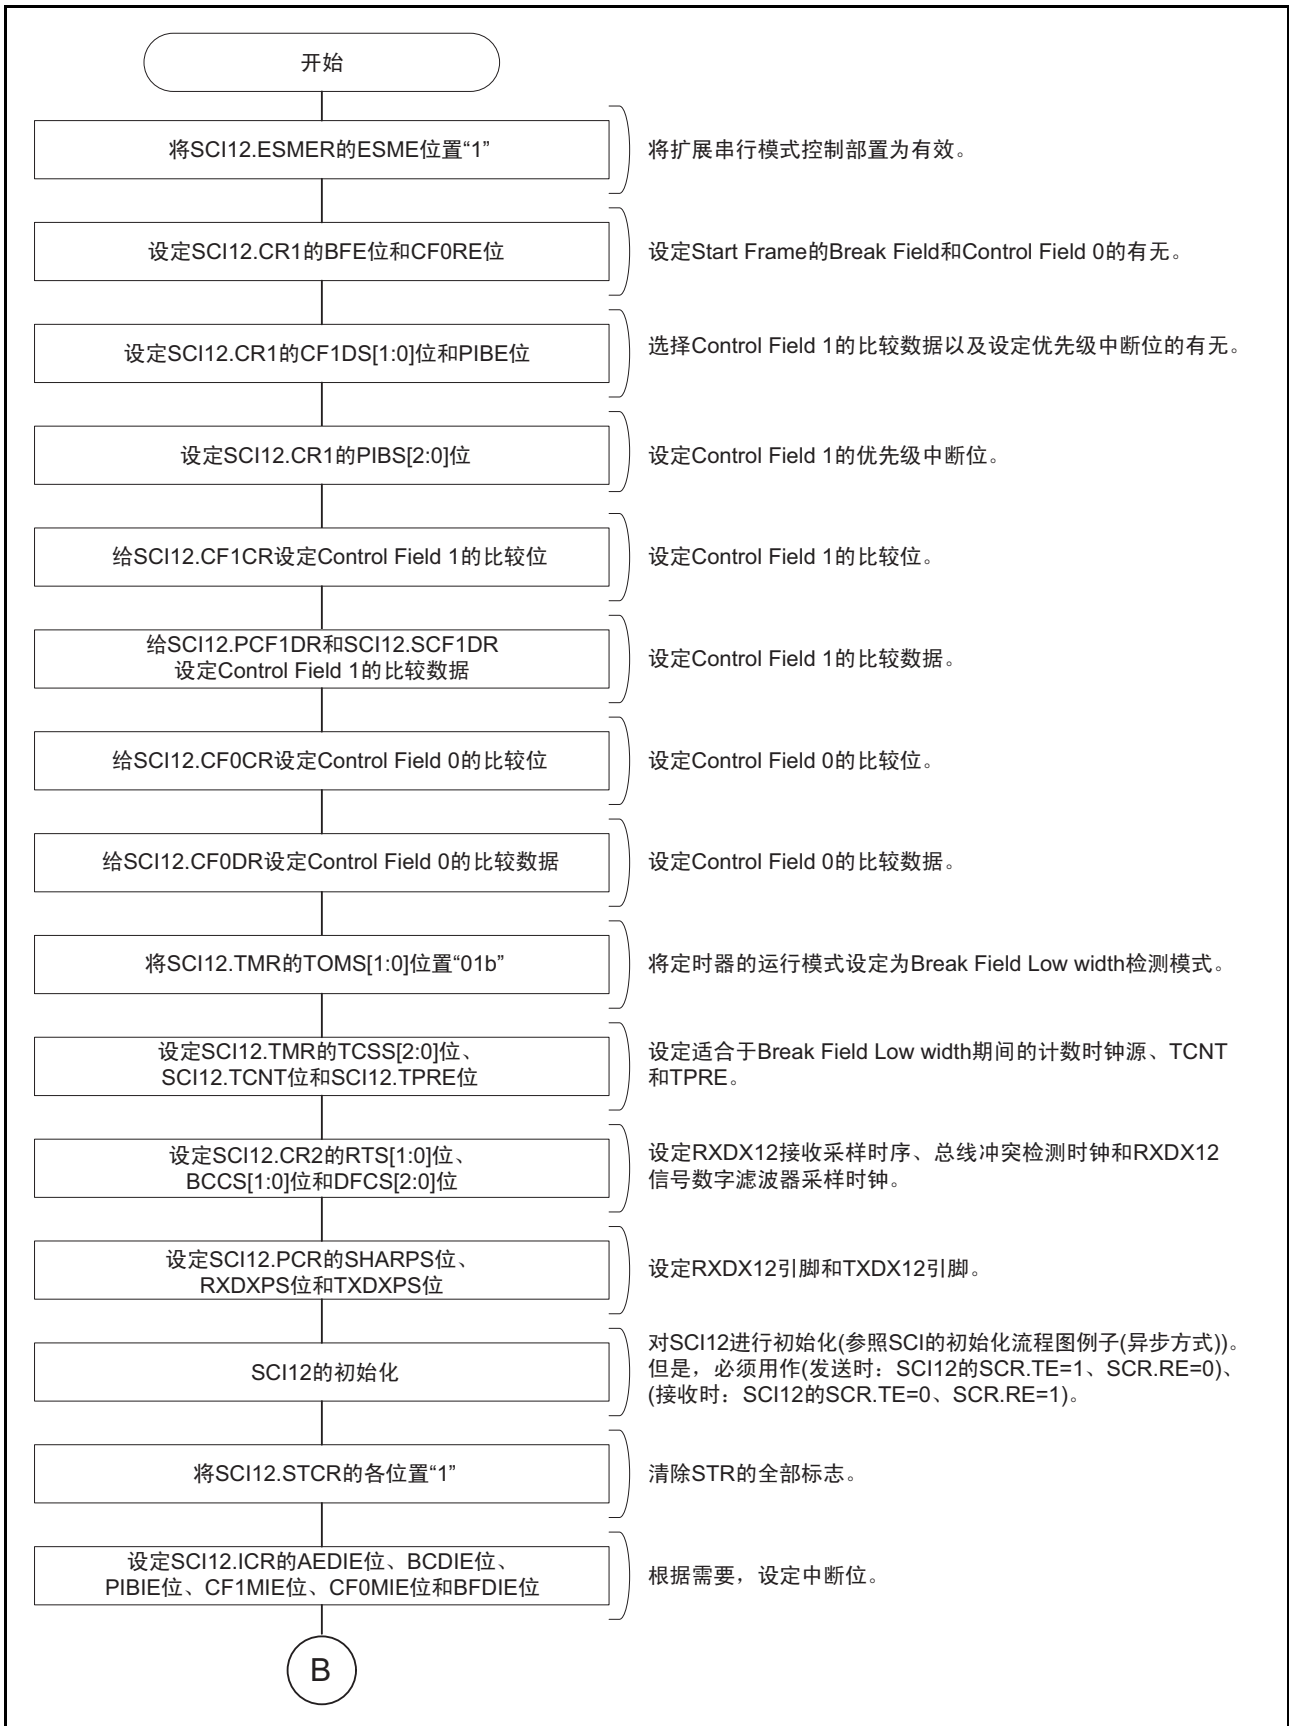 开始
将SCI12.ESMER的ESME位置“1”
将扩展串行模式控制部置为有效。
设定SCI12.CR1的BFE位和CF0RE位
设定Start Frame的Break Field和Control Field 0的有无。
设定SCI12.CR1的CF1DS[1:0]位和PIBE位
选择Control Field 1的比较数据以及设定优先级中断位的有无。
设定SCI12.CR1的PIBS[2:0]位
设定Control Field 1的优先级中断位。
给SCI12.CF1CR设定Control Field 1的比较位
设定Control Field 1的比较位。
给SCI12.PCF1DR和SCI12.SCF1DR
设定Control Field 1的比较数据
设定Control Field 1的比较数据。
给SCI12.CF0CR设定Control Field 0的比较位
设定Control Field 0的比较位。
给SCI12.CF0DR设定Control Field 0的比较数据
设定Control Field 0的比较数据。
将SCI12.TMR的TOMS[1:0]位置“01b”
将定时器的运行模式设定为Break Field Low width检测模式。
设定SCI12.TMR的TCSS[2:0]位、
SCI12.TCNT位和SCI12.TPRE位
设定适合于Break Field Low width期间的计数时钟源、TCNT
和TPRE。
设定SCI12.CR2的RTS[1:0]位、
BCCS[1:0]位和DFCS[2:0]位
设定RXDX12接收采样时序、总线冲突检测时钟和RXDX12
信号数字滤波器采样时钟。
设定SCI12.PCR的SHARPS位、
RXDXPS位和TXDXPS位
设定RXDX12引脚和TXDX12引脚。
SCI12的初始化
对SCI12进行初始化(参照SCI的初始化流程图例子(异步方式))。
但是，必须用作(发送时：SCI12的SCR.TE=1、SCR.RE=0)、
(接收时：SCI12的SCR.TE=0、SCR.RE=1)。
将SCI12.STCR的各位置“1”
清除STR的全部标志。
设定SCI12.ICR的AEDIE位、BCDIE位、
PIBIE位、CF1MIE位、CF0MIE位和BFDIE位
根据需要，设定中断位。
B